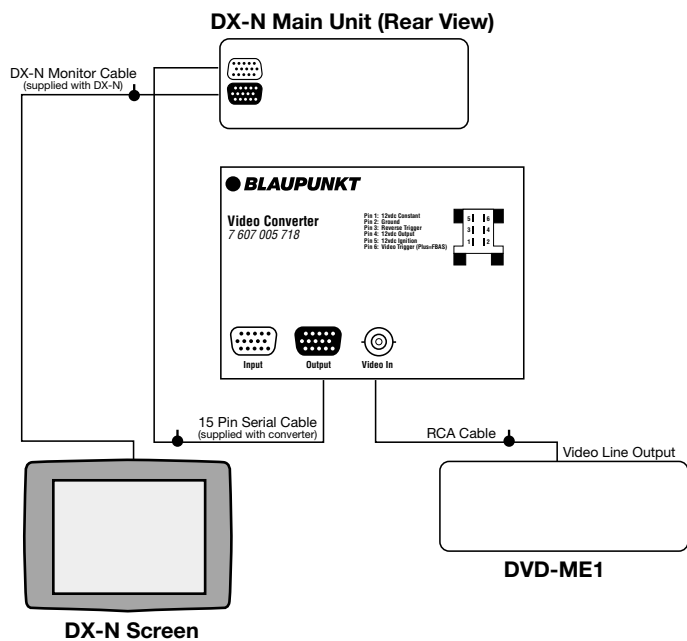 DX-N Main Unit (Rear View)
DX-N Monitor Cable
(supplied with DX-N)
BLAUPUNKT
Video Converter
7 607 005 718
Pin 1: 12vdc Constant
Pin 2: Ground
Pin 3: Reverse Trigger
Pin 4: 12vdc Output
Pin 5: 12vdc Ignition
Pin 6: Video Trigger (Plus=FBAS)
5 6
3 4
1 2
Input
Output
Video In
15 Pin Serial Cable
(supplied with converter)
RCA Cable
Video Line Output
DVD-ME1
DX-N Screen